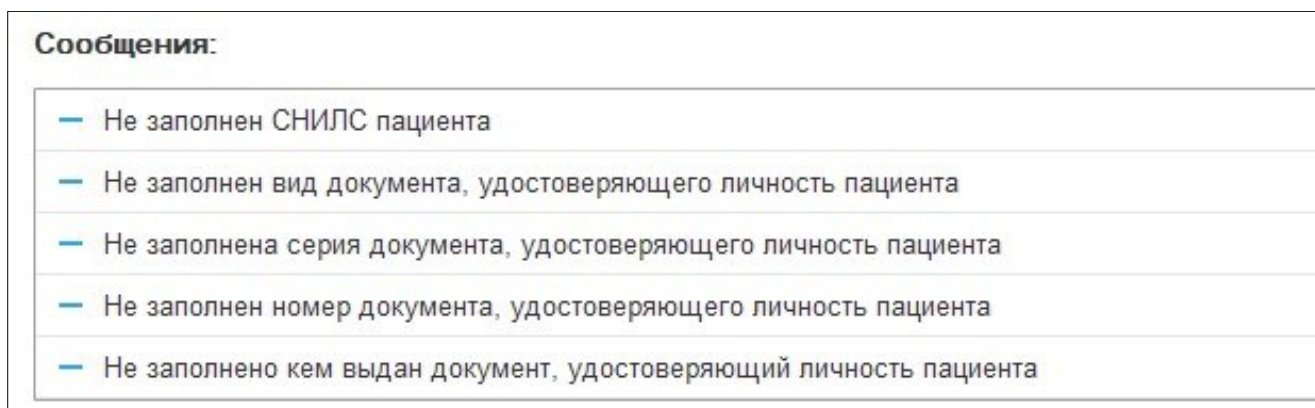 Сообщения:
Не заполнен СНИЛС пациента
Не заполнен вид документа, удостоверяющего личность пациента
Не заполнена серия документа, удостоверяющего личность пациента
Не заполнен номер документа, удостоверяющего личность пациента
Не заполнено кем выдан документ, удостоверяющий личность пациента